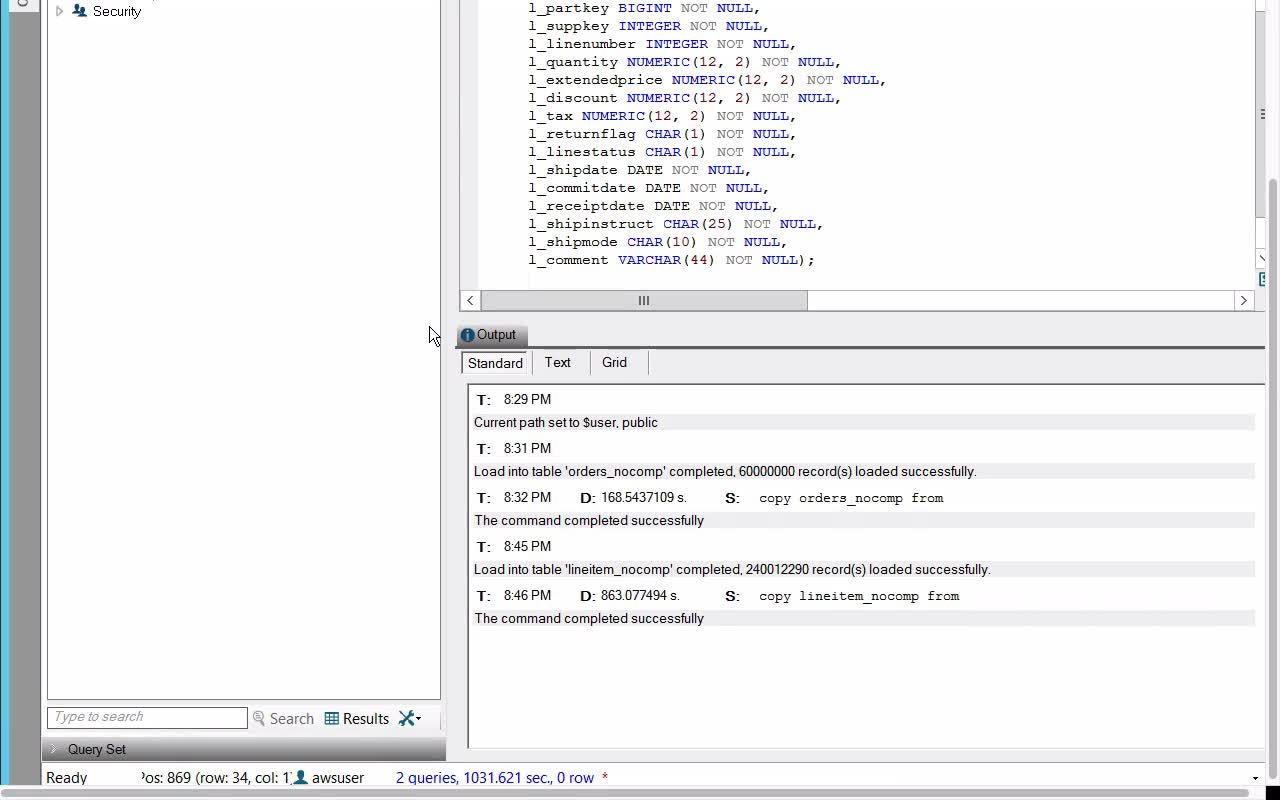 Security
l_partkey BIGINT NOT NULL,
l_suppkey INTEGER NOT NULL,
l_linenumber INTEGER NOT NULL,
l_quantity NUMERIC(12, 2) NOT NULL,
l_extendedprice NUMERIC(12, 2) NOT NULL,
l_discount NUMERIC(12, 2) NOT NULL,
l_tax NUMERIC(12, 2) NOT NULL,
l_returnflag CHAR(1) NOT NULL,
l_linestatus CHAR(1) NOT NULL,
l_shipdate DATE NOT NULL,
l_commitdate DATE NOT NULL,
l_receiptdate DATE NOT NULL,
l_shipinstruct CHAR(25) NOT NULL,
l_shipmode CHAR(10) NOT NULL,
l_comment VARCHAR(44) NOT NULL);
Output
Standard Text Grid
T: 8:29 PM
Current path set to $user, public
T: 8:31 PM
Load into table 'orders_nocomp' completed, 60000000 record(s) loaded successfully.
T: 8:32 PM D: 168.5437109 s. S: copy orders_nocomp from
The command completed successfully
T: 8:45 PM
Load into table 'lineitem_nocomp' completed, 240012290 record(s) loaded successfully.
T: 8:46 PM D: 863.077494 s. S: copy lineitem_nocomp from
The command completed successfully
Type to search Search Results
Query Set
Ready Pos: 869 (row: 34, col: 1) awsuser 2 queries, 1031.621 sec., 0 row *